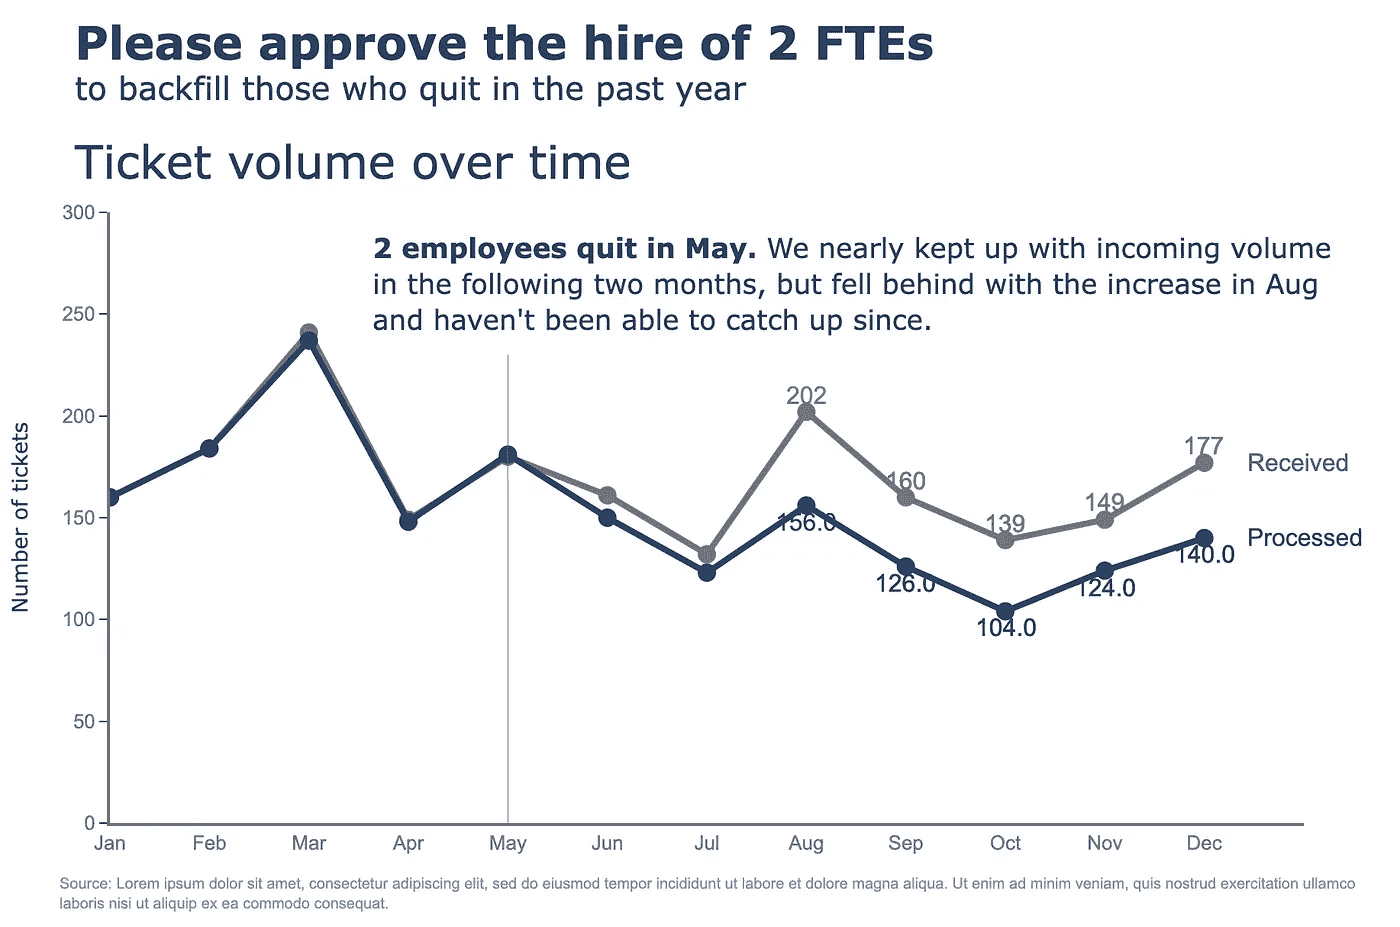 Please approve the hire of 2 FTEs
to backfill those who quit in the past year
Ticket volume over time
300
2 employees quit in May. We nearly kept up with incoming volume
in the following two months, but fell behind with the increase in Aug
and haven't been able to catch up since.
250
200
150
100
50
0
Number of tickets
202
160
139
149
177
Received
156.0
126.0
104.0
124.0
140.0
Processed
Jan Feb Mar Apr May Jun Jul Aug Sep Oct Nov Dec
Source: Lorem ipsum dolor sit amet, consectetur adipiscing elit, sed do eiusmod tempor incididunt ut labore et dolore magna aliqua. Ut enim ad minim veniam, quis nostrud exercitation ullamco
laboris nisi ut aliquip ex ea commodo consequat.